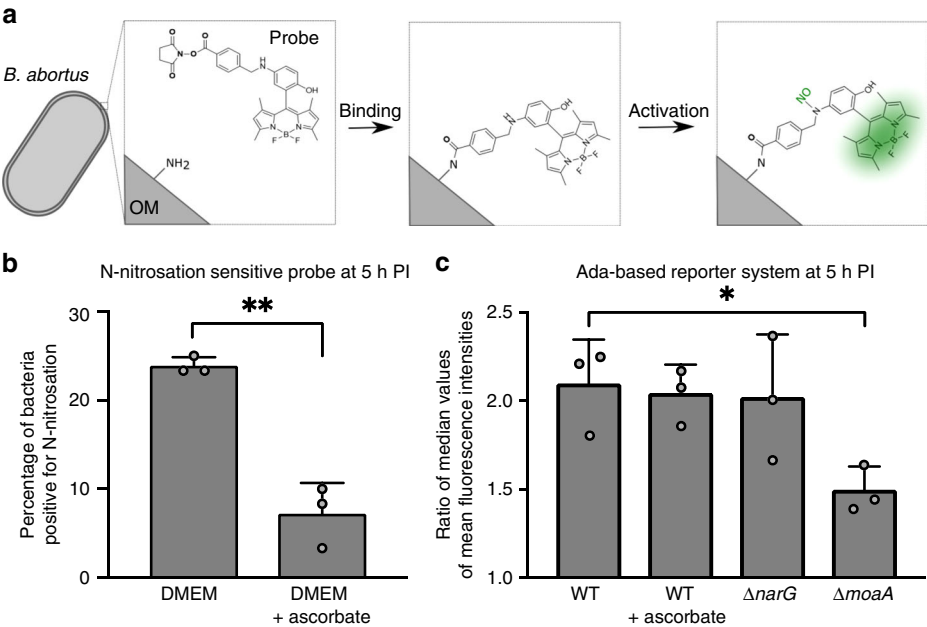 a
B. abortus
Probe
O
N
O
O
O
H
N
OH
N
N
B
F
F
NH2
OM
Binding
O
N
H
N
OH
N
N
B
F
F
Activation
NO
O
N
N
OH
N
N
B
F
F
b
N-nitrosation sensitive probe at 5 h PI
**
Percentage of bacteria
positive for N-nitrosation
30
20
10
0
DMEM
DMEM
+ ascorbate
c
Ada-based reporter system at 5 h PI
*
Ratio of median values
of mean fluorescence intensities
2.5
2.0
1.5
1.0
WT
WT
+ ascorbate
ΔnarG
ΔmoaA